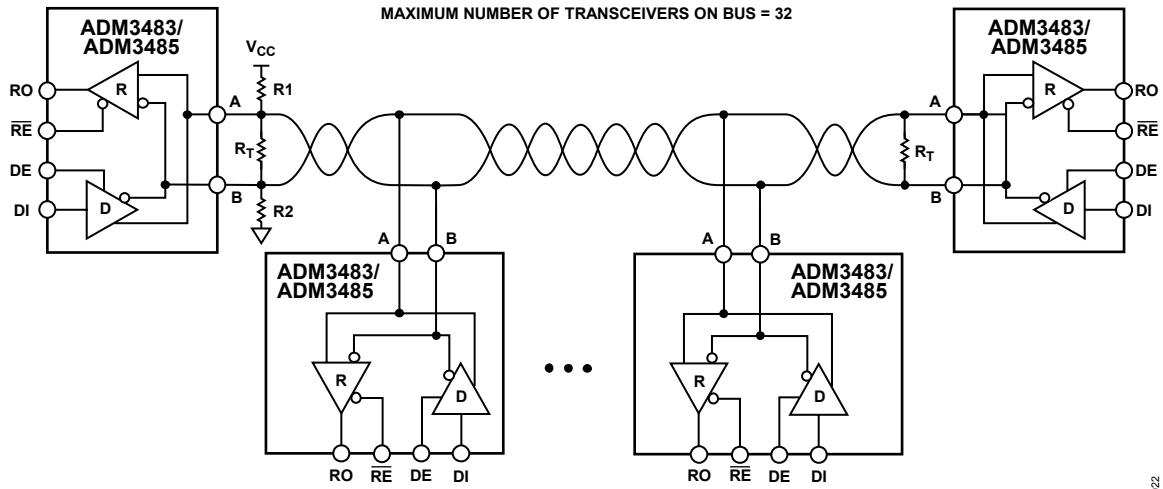 MAXIMUM NUMBER OF TRANSCEIVERS ON BUS = 32
ADM3483/
ADM3485
RO
RE
DE
DI
R
D
A
B
VCC
R1
RT
R2
ADM3483/
ADM3485
A
B
RT
R
D
RO
RE
DE
DI
A
B
ADM3483/
ADM3485
R
D
RO
RE
DE
DI
• • •
A
B
ADM3483/
ADM3485
R
D
RO
RE
DE
DI